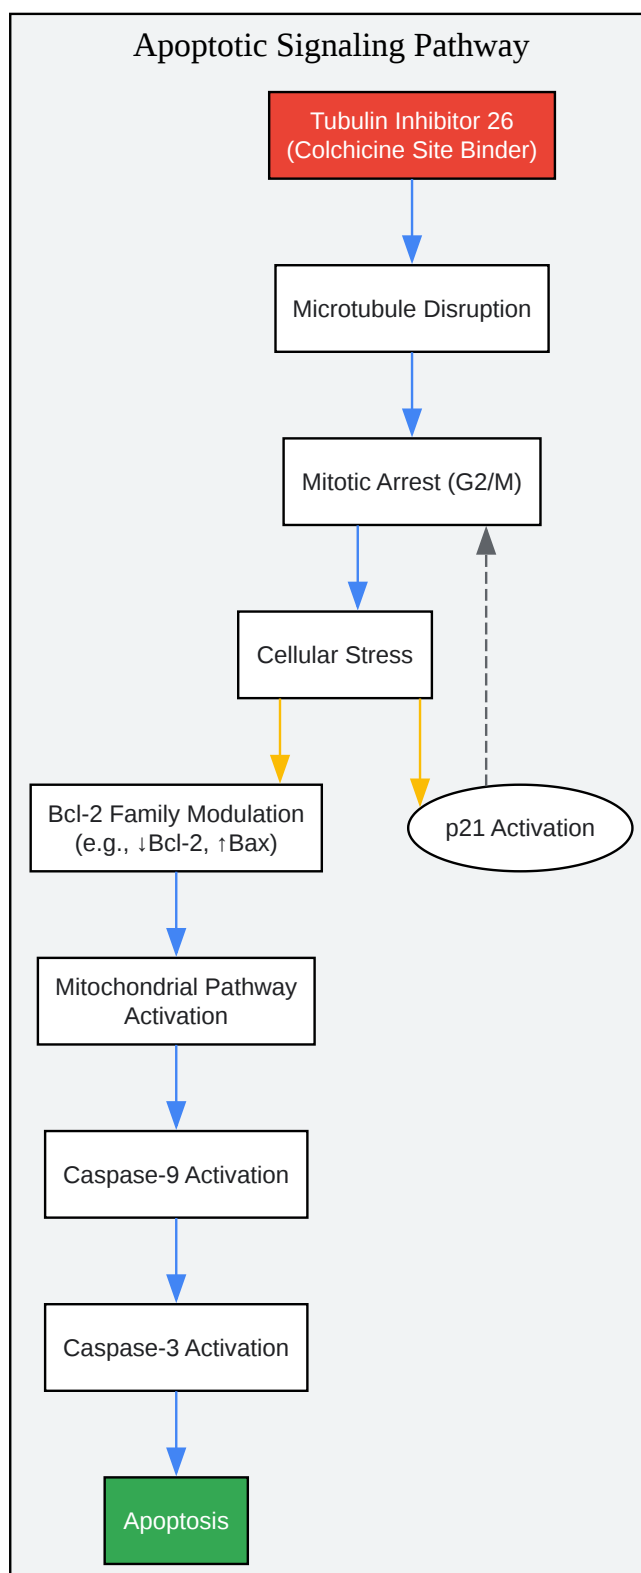 Apoptotic Signaling Pathway
Tubulin Inhibitor 26
(Colchicine Site Binder)
Microtubule Disruption
Mitotic Arrest (G2/M)
Cellular Stress
Bcl-2 Family Modulation
(e.g., ↓Bcl-2, ↑Bax)
p21 Activation
Mitochondrial Pathway
Activation
Caspase-9 Activation
Caspase-3 Activation
Apoptosis